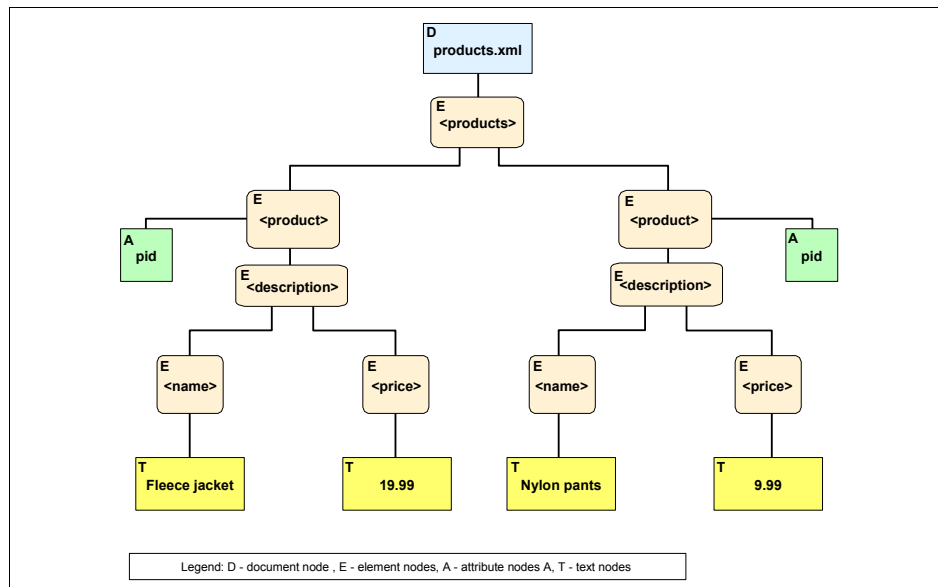 D
products.xml
E
<products>
E
<product>
E
<product>
A
pid
A
pid
E
<description>
E
<description>
E
<name>
E
<price>
E
<name>
E
<price>
T
Fleece jacket
T
19.99
T
Nylon pants
T
9.99
Legend: D - document node , E - element nodes, A - attribute nodes A, T - text nodes